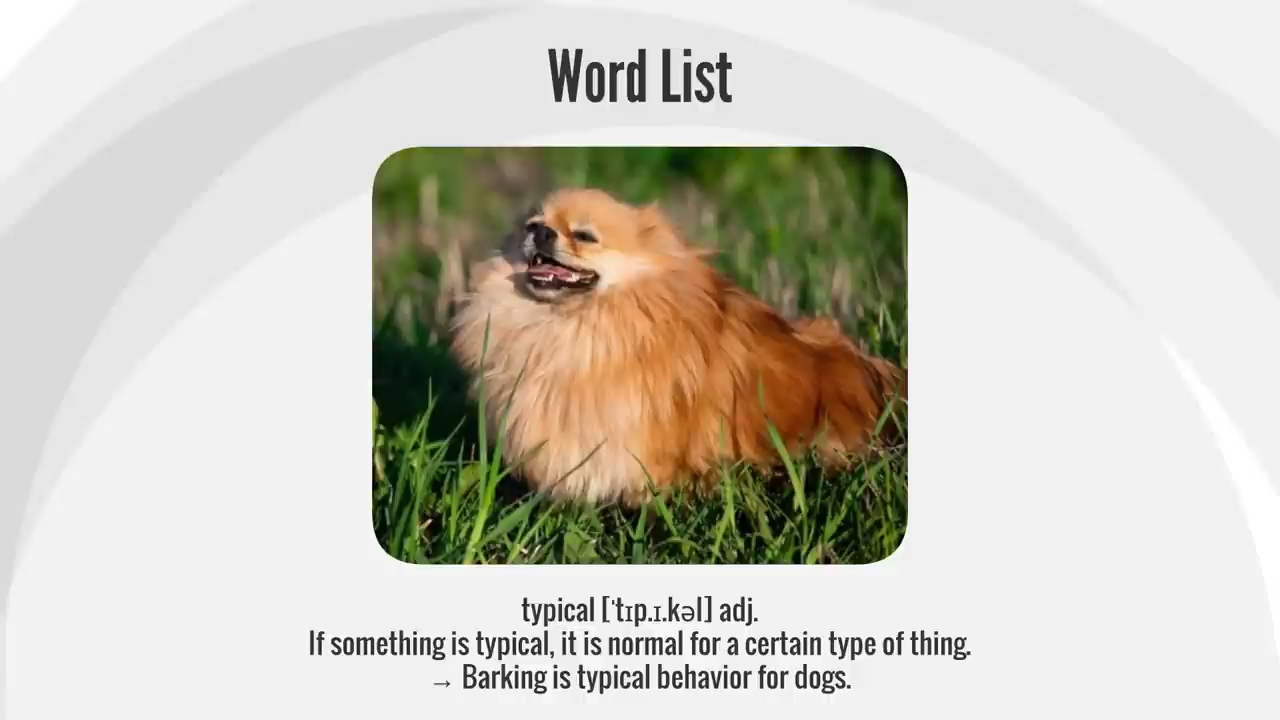 Word List
typical [ˈtɪp.ɪ.kəl] adj.
If something is typical, it is normal for a certain type of thing.
→ Barking is typical behavior for dogs.